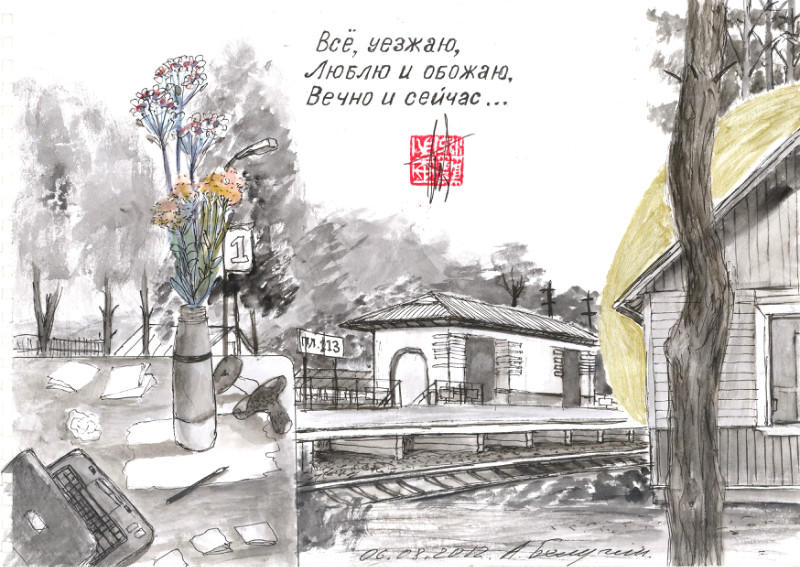 Всё, уезжаю,
Люблю и обожаю,
Вечно и сейчас...
1
пл.113
06.08.2012 А. Белугин.